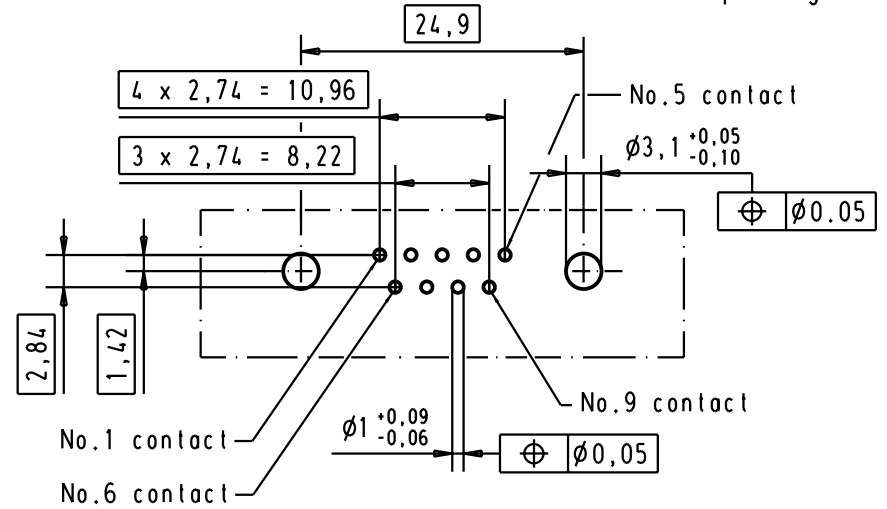 24,9
4 x 2,74 = 10,96
No.5 contact
3 x 2,74 = 8,22
ø3,1 +0,05 -0,10
⌖ ø0.05
2,84
1,42
No.9 contact
No.1 contact
ø1 +0,09 -0,06
⌖ ø0,05
No.6 contact